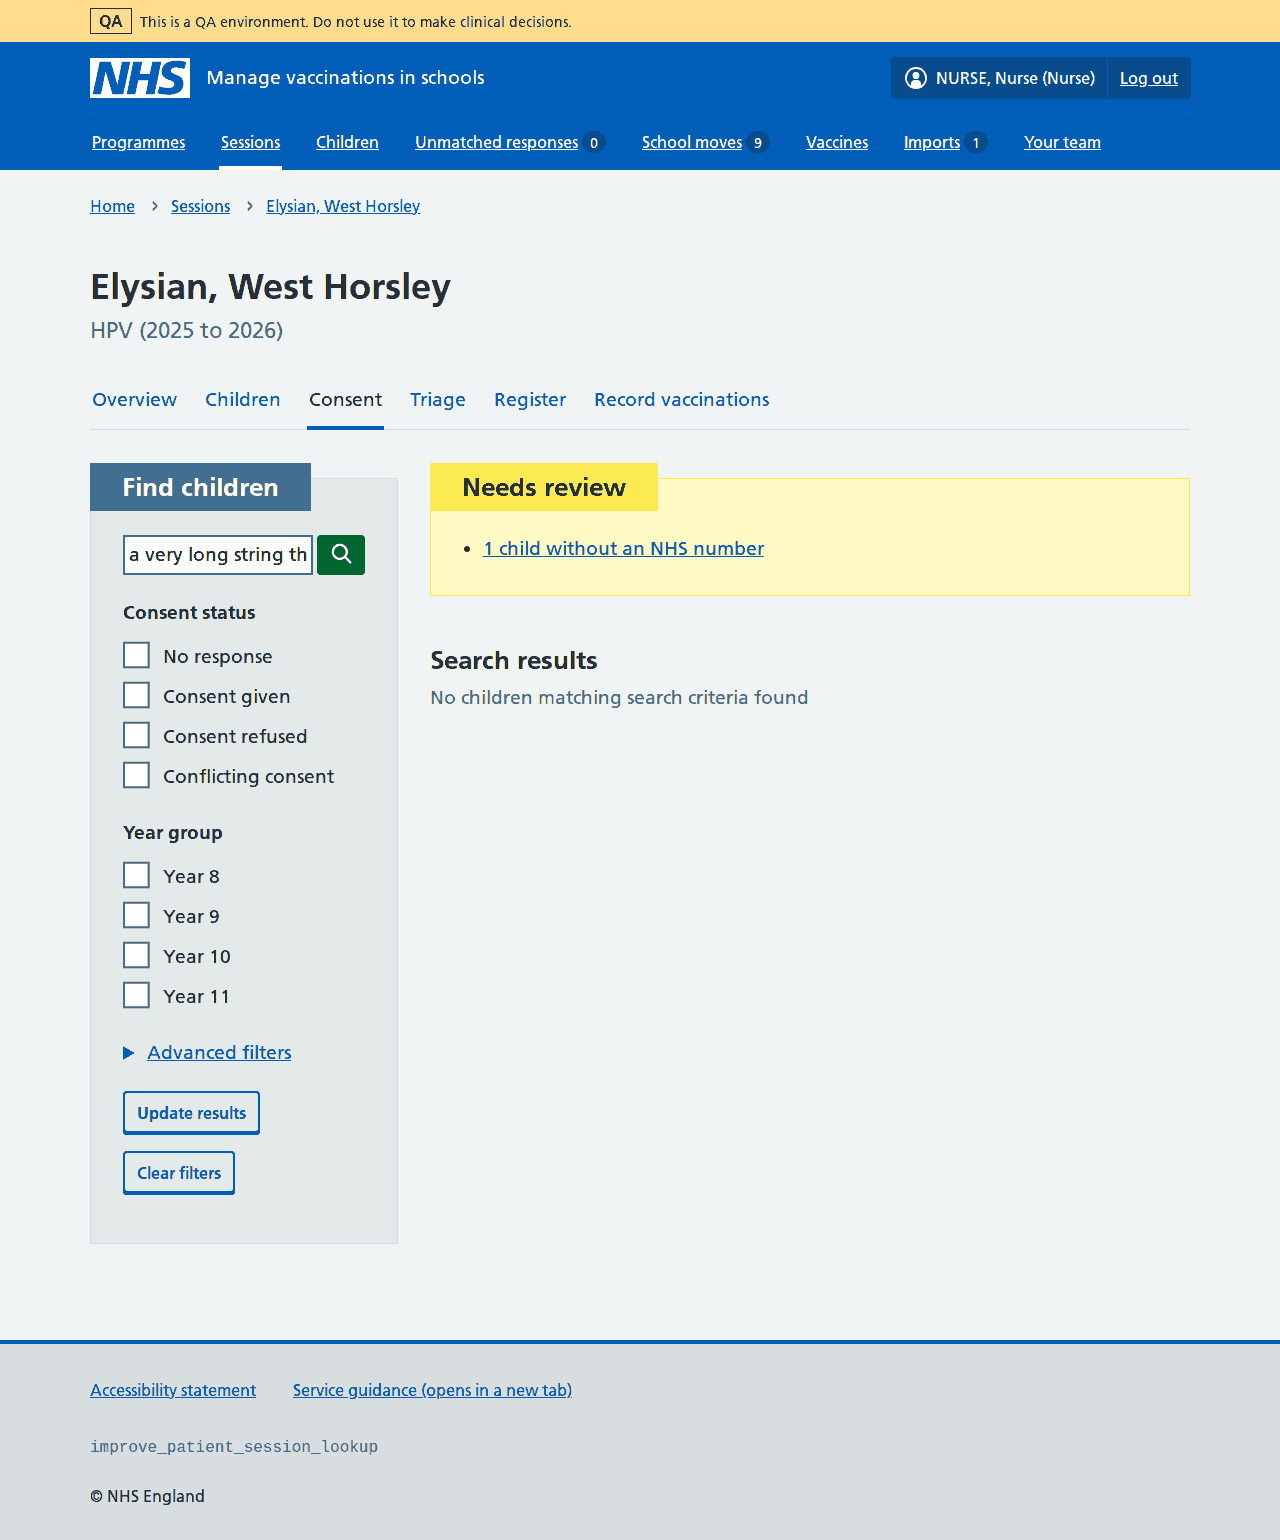 QA This is a QA environment. Do not use it to make clinical decisions.
NHS Manage vaccinations in schools NURSE, Nurse (Nurse) Log out
Programmes Sessions Children Unmatched responses 0 School moves 9 Vaccines Imports 1 Your team
Home Sessions Elysian, West Horsley
Elysian, West Horsley
HPV (2025 to 2026)
Overview Children Consent Triage Register Record vaccinations
Find children
a very long string th
Consent status
No response
Consent given
Consent refused
Conflicting consent
Year group
Year 8
Year 9
Year 10
Year 11
Advanced filters
Update results
Clear filters
Needs review
1 child without an NHS number
Search results
No children matching search criteria found
Accessibility statement Service guidance (opens in a new tab)
improve_patient_session_lookup
© NHS England